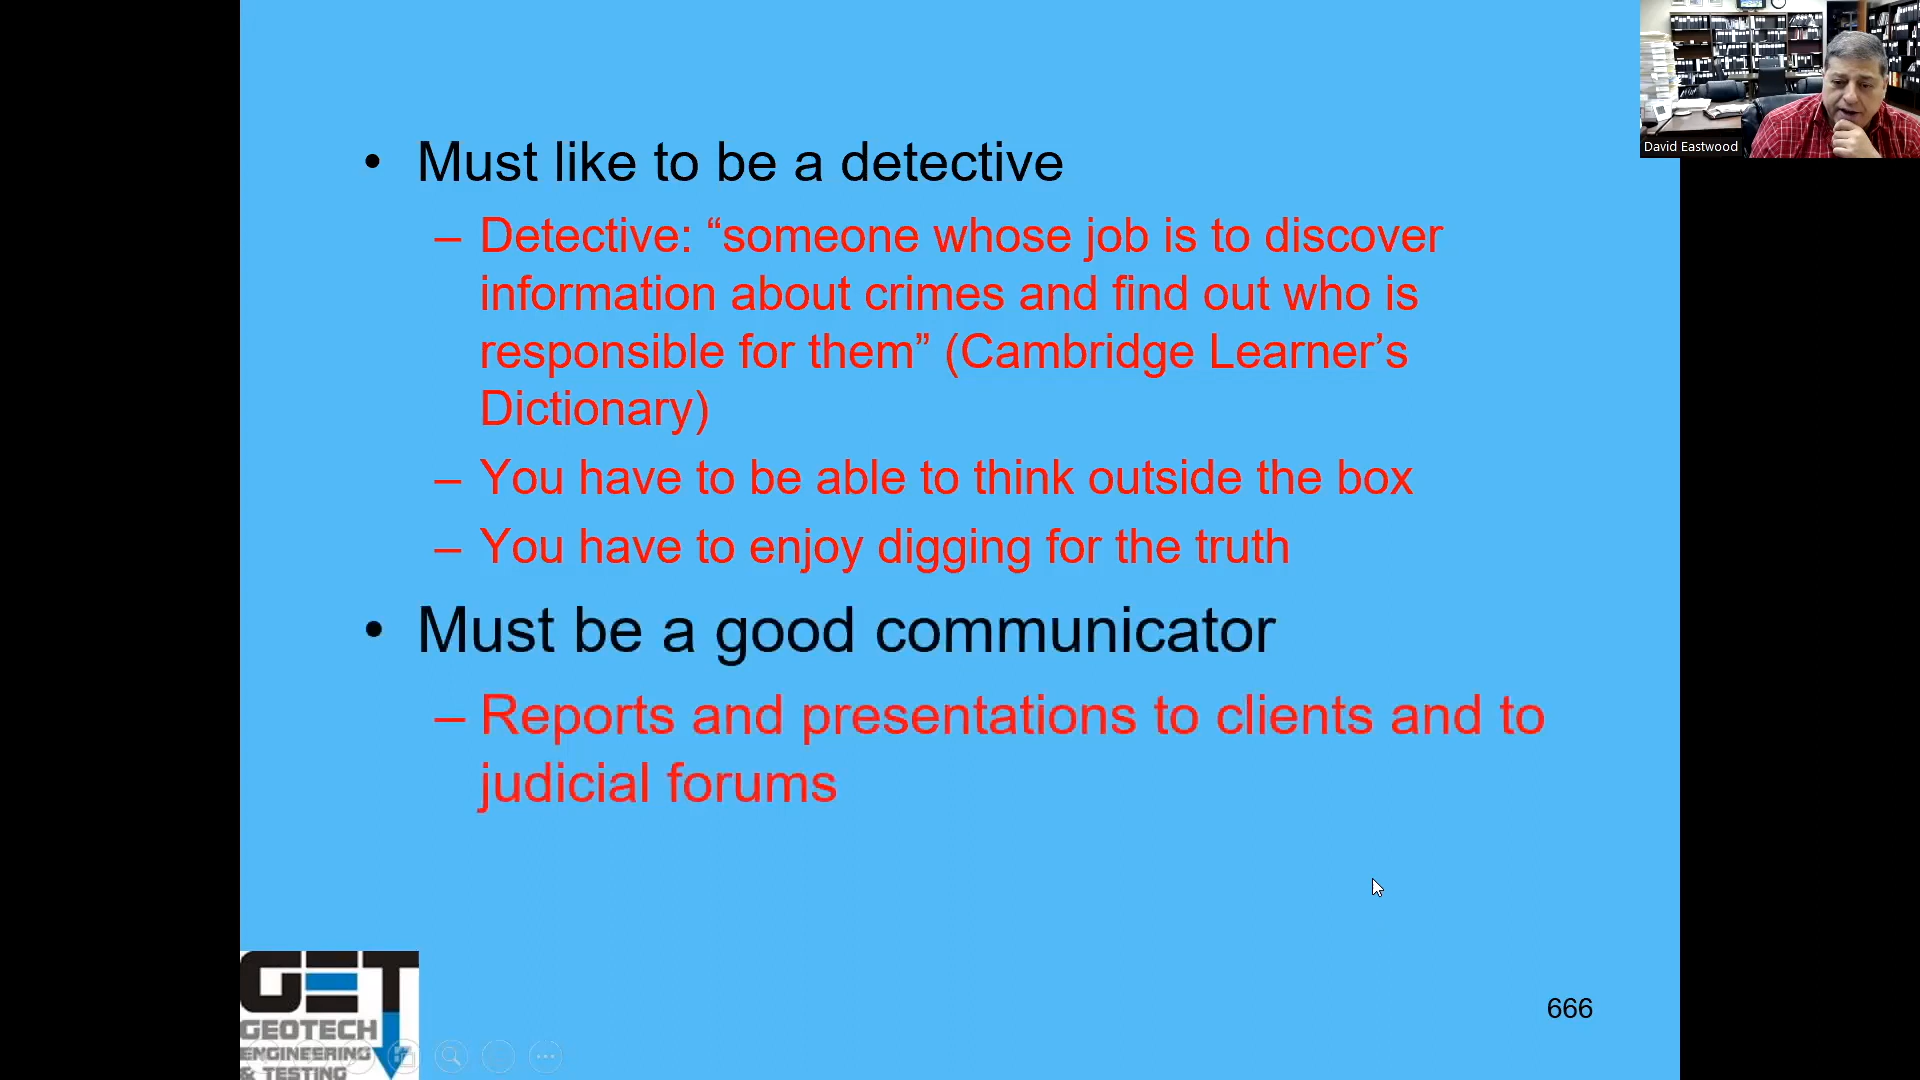 David Eastwood
• Must like to be a detective
– Detective: “someone whose job is to discover
information about crimes and find out who is
responsible for them” (Cambridge Learner’s
Dictionary)
– You have to be able to think outside the box
– You have to enjoy digging for the truth
• Must be a good communicator
– Reports and presentations to clients and to
judicial forums
GET
GEOTECH
ENGINEERING
& TESTING
666